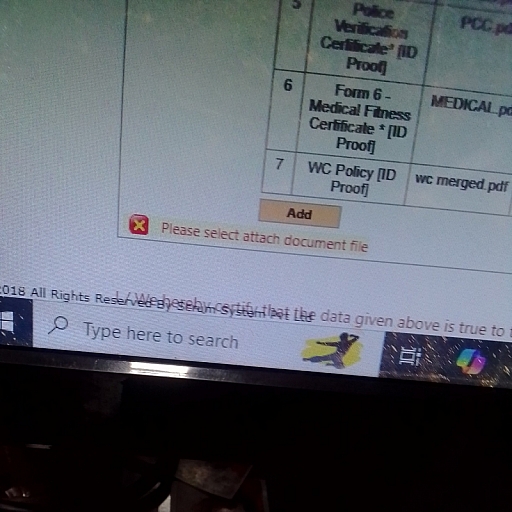 5
Police
Verification
Certificate* [ID
Proof]
6
Form 6 -
Medical Fitness
Certificate * [ID
Proof]
MEDICAL.pd
7
WC Policy [ID
Proof]
wc merged.pdf
Add
Please select attach document file
2018 All Rights Reserved By Serum System Pvt Ltd
I / We hereby certify that the data given above is true to t
Type here to search